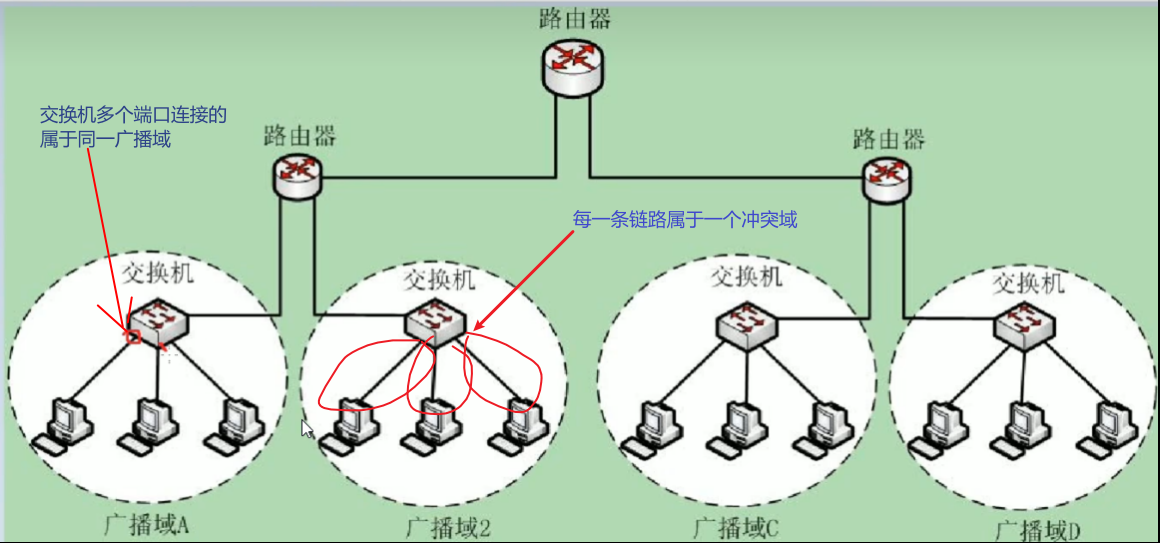 路由器
交换机多个端口连接的
属于同一广播域
路由器
路由器
每一条链路属于一个冲突域
交换机
交换机
交换机
交换机
广播域A
广播域2
广播域C
广播域D